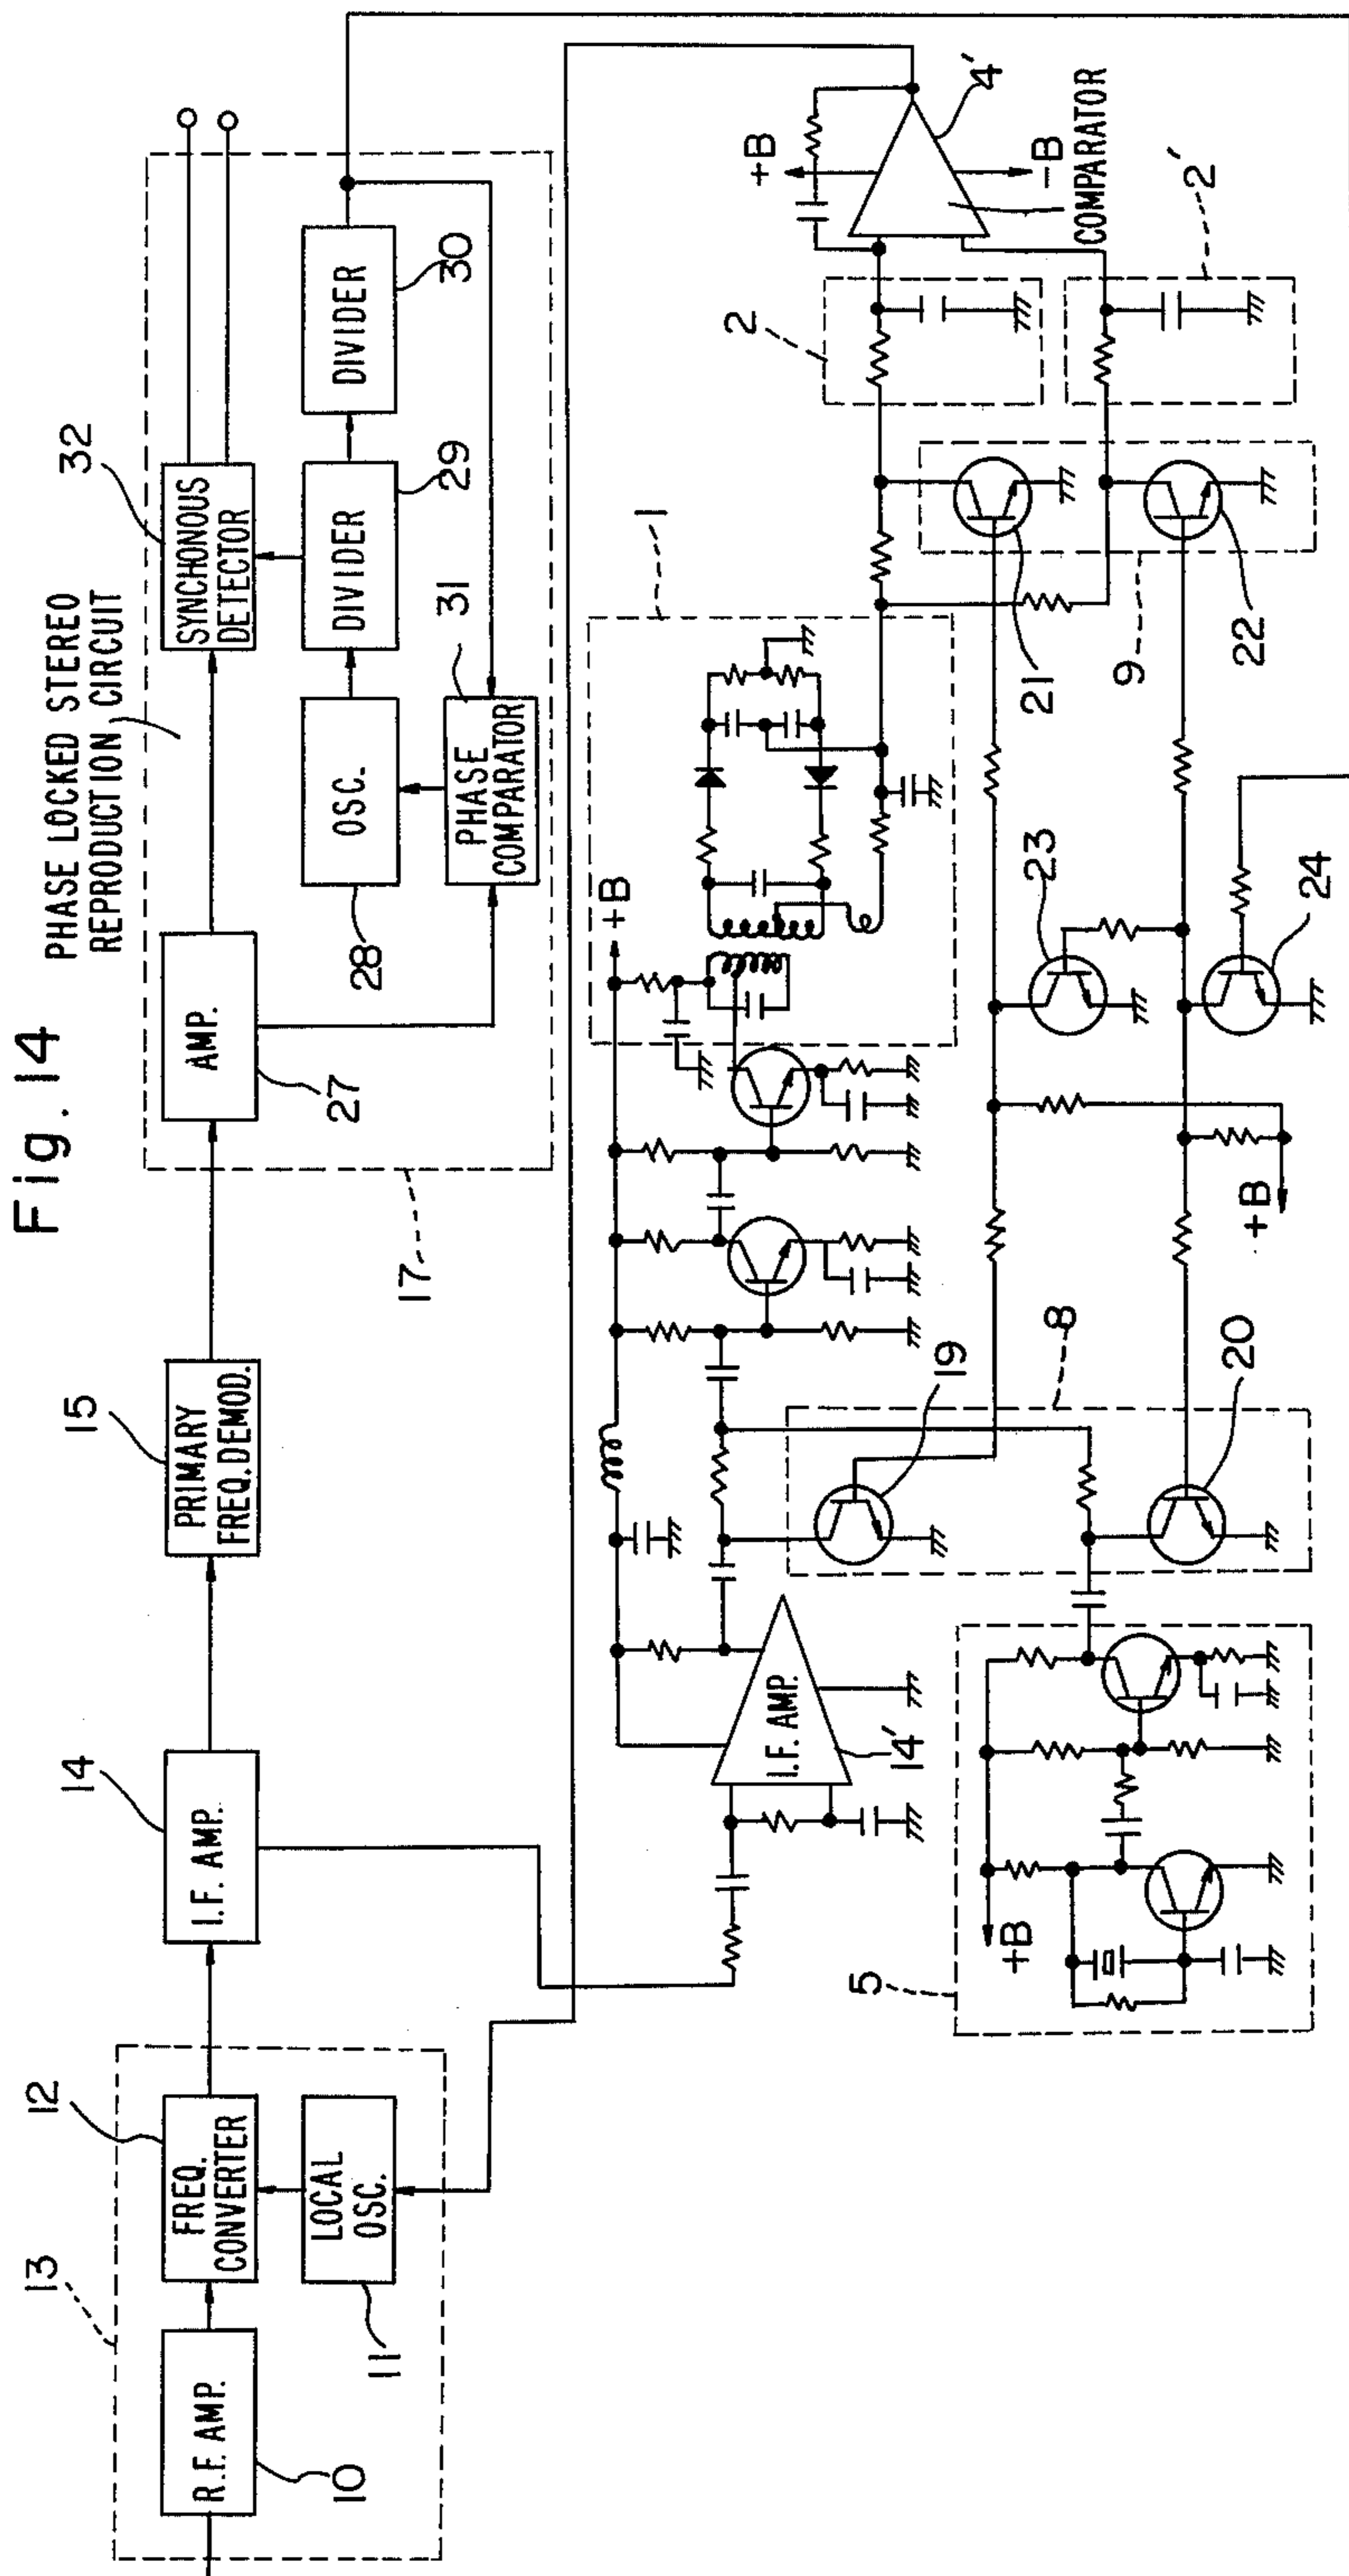 Fig. 14
13
R.F. AMP.
10
12
FREQ.
CONVERTER
LOCAL
OSC.
11
14
I.F. AMP.
15
PRIMARY
FREQ. DEMOD.
17
PHASE LOCKED STEREO
REPRODUCTION CIRCUIT
AMP.
27
32
SYNCHONOUS
DETECTOR
OSC.
28
DIVIDER
29
DIVIDER
30
31
PHASE
COMPARATOR
I.F. AMP.
14'
+B
1
2
2'
+B
-B
4'
COMPARATOR
5
+B
8
19
20
+B
23
24
9
21
22